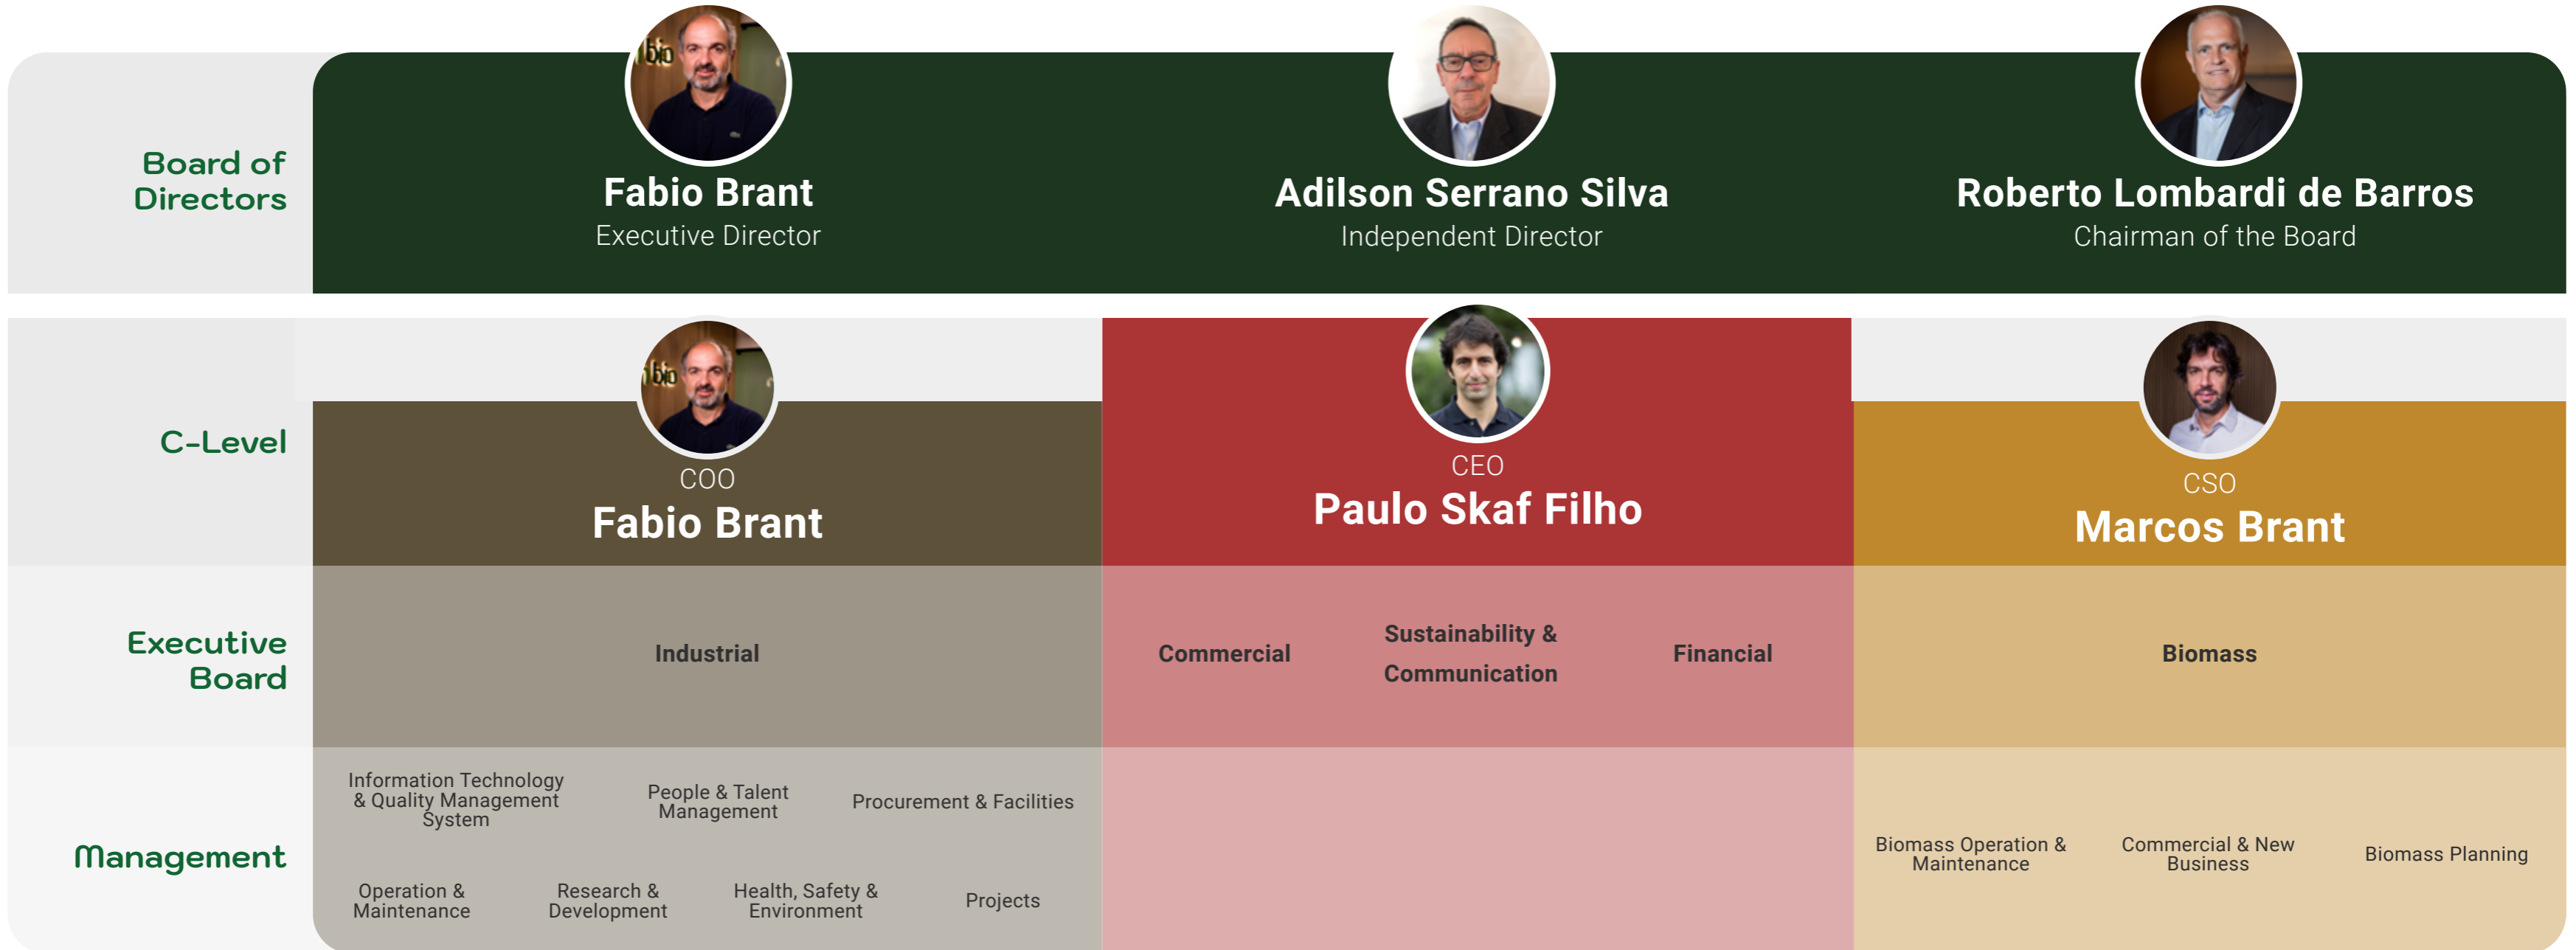 bio
Board of
Directors
Fabio Brant
Executive Director
Adilson Serrano Silva
Independent Director
Roberto Lombardi de Barros
Chairman of the Board
C-Level
bio
COO
Fabio Brant
CEO
Paulo Skaf Filho
CSO
Marcos Brant
Executive
Board
Industrial
Commercial
Sustainability &
Communication
Financial
Biomass
Management
Information Technology
& Quality Management
System
People & Talent
Management
Procurement & Facilities
Operation &
Maintenance
Research &
Development
Health, Safety &
Environment
Projects
Biomass Operation &
Maintenance
Commercial & New
Business
Biomass Planning